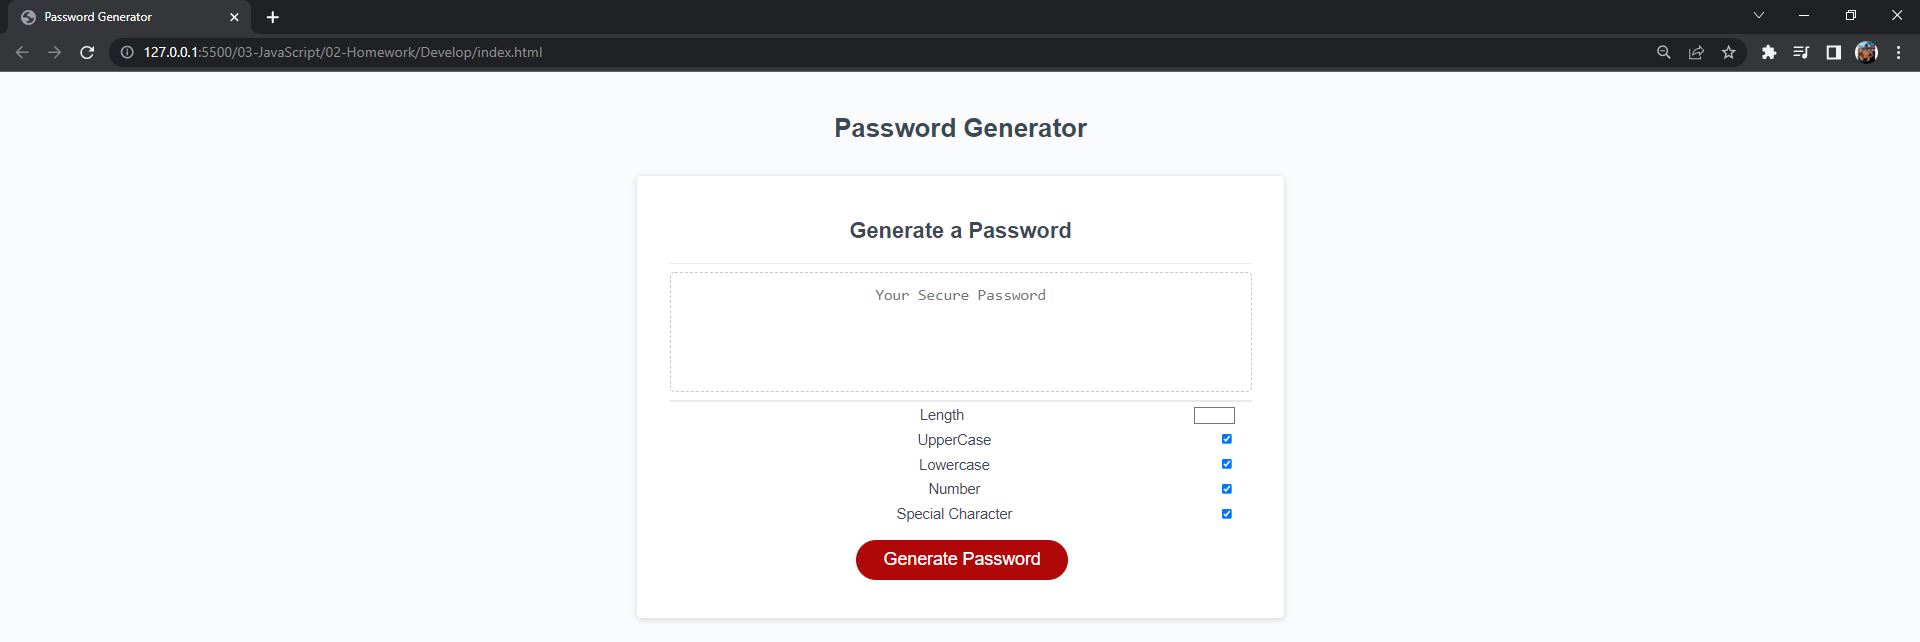 Password Generator
127.0.0.1:5500/03-JavaScript/02-Homework/Develop/index.html
Password Generator
Generate a Password
Your Secure Password
Length
UpperCase
Lowercase
Number
Special Character
Generate Password